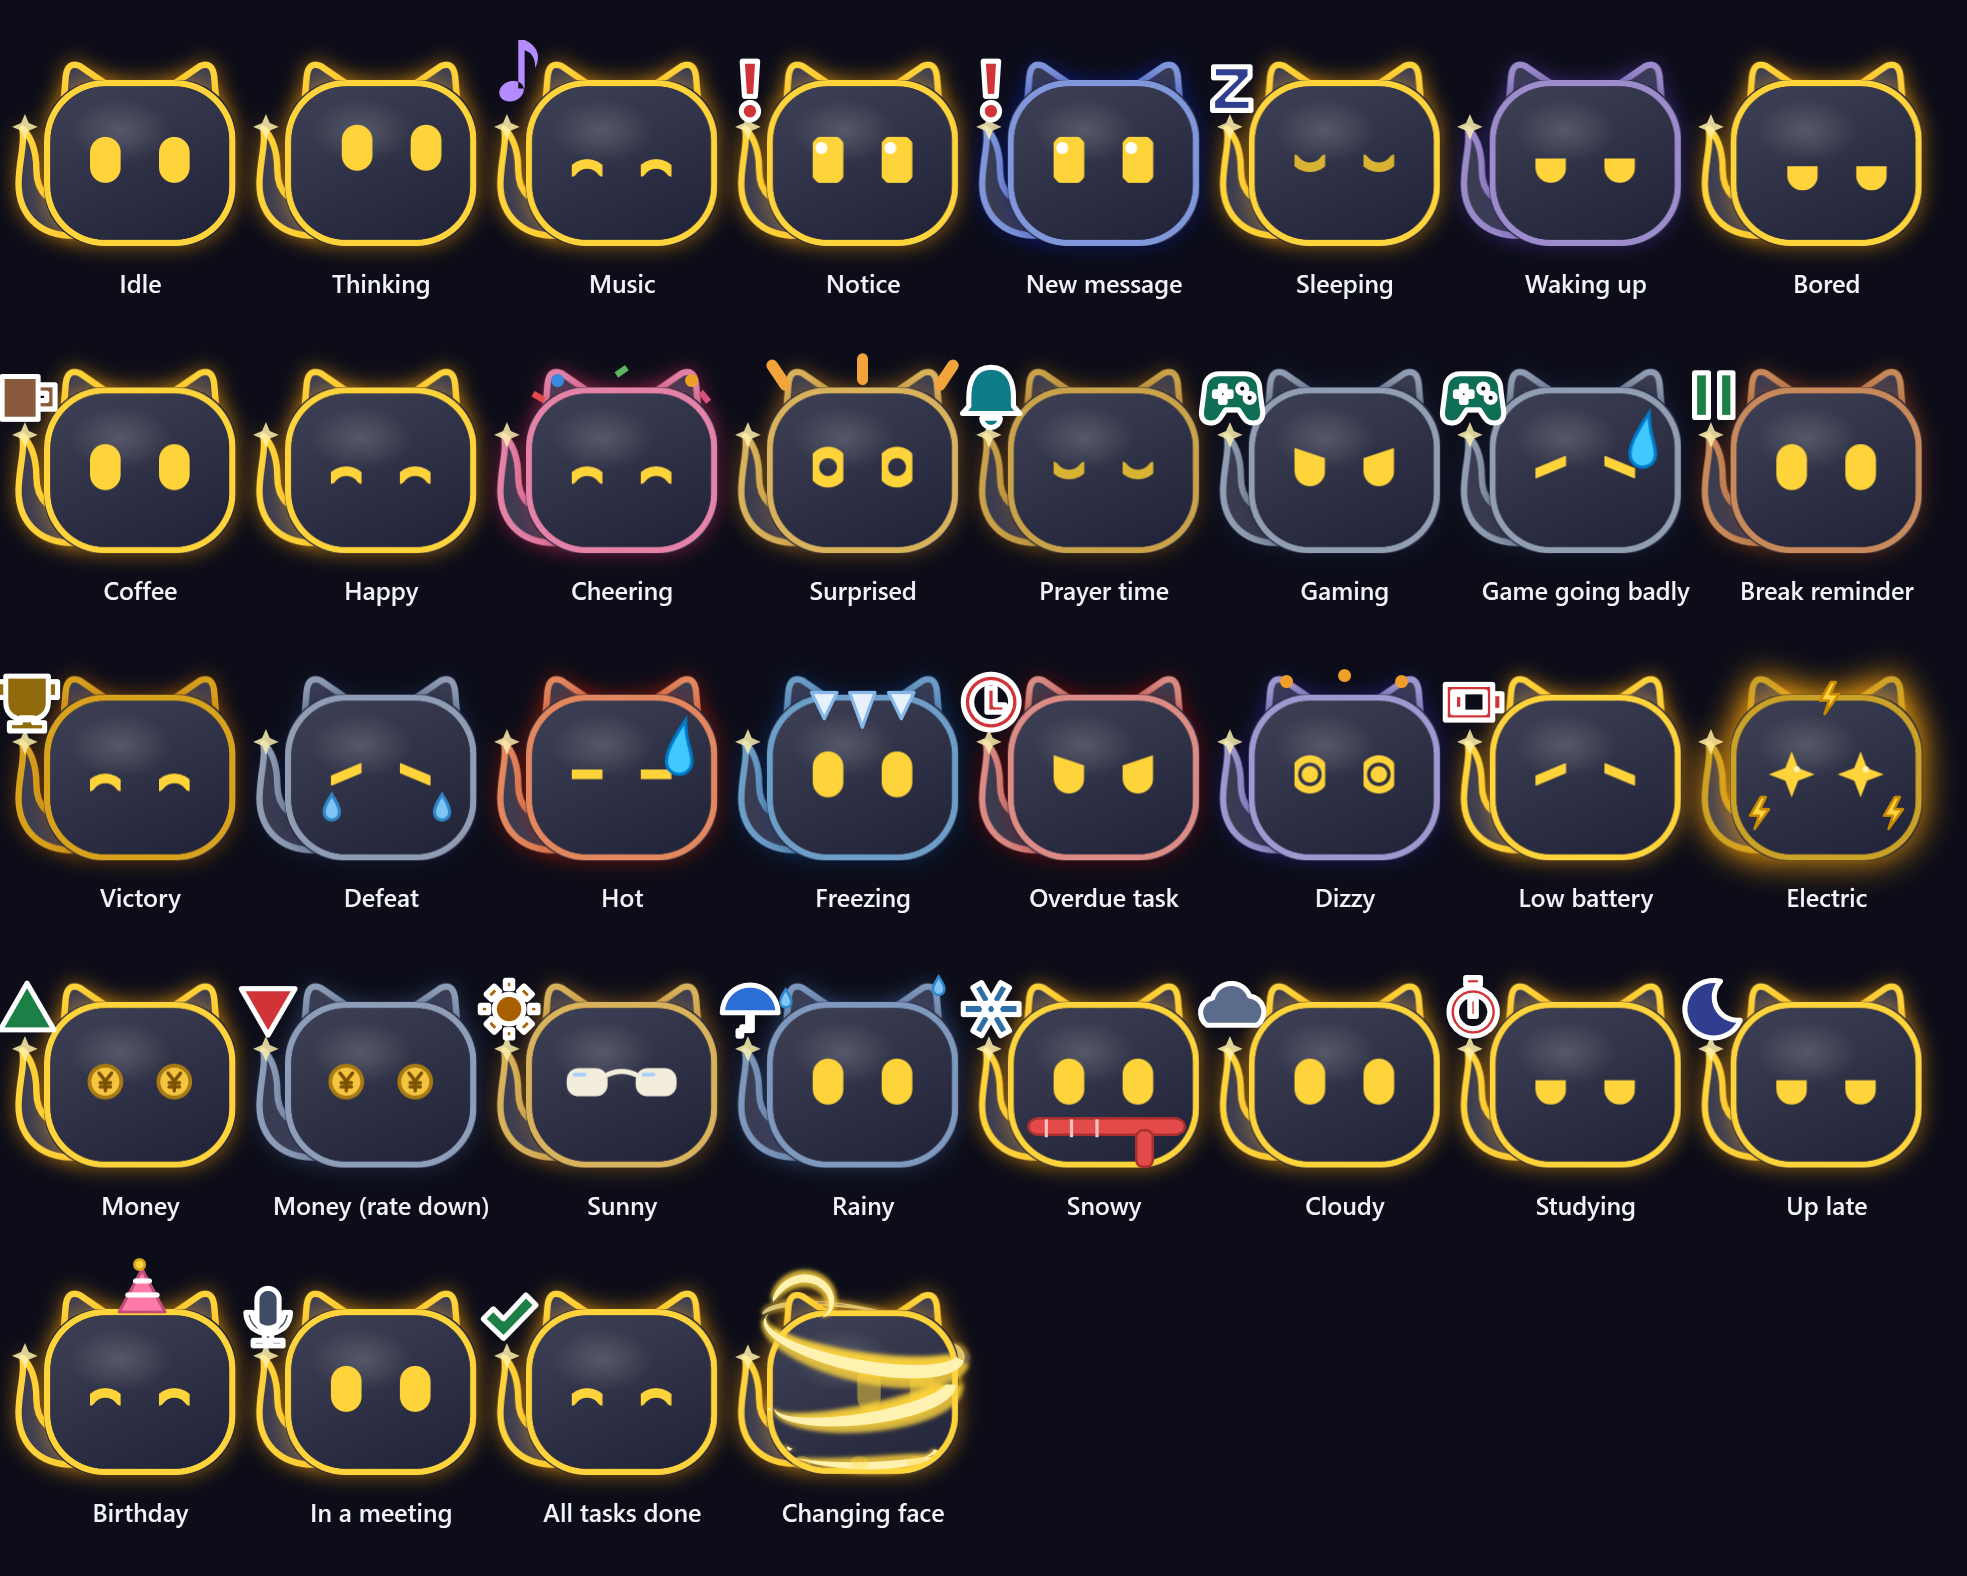 Z
Idle
Thinking
Music
Notice
New message
Sleeping
Waking up
Bored
Coffee
Happy
Cheering
Surprised
Prayer time
Gaming
Game going badly
Break reminder
Victory
Defeat
Hot
Freezing
Overdue task
Dizzy
Low battery
Electric
¥ ¥
¥ ¥
Money
Money (rate down)
Sunny
Rainy
Snowy
Cloudy
Studying
Up late
Birthday
In a meeting
All tasks done
Changing face